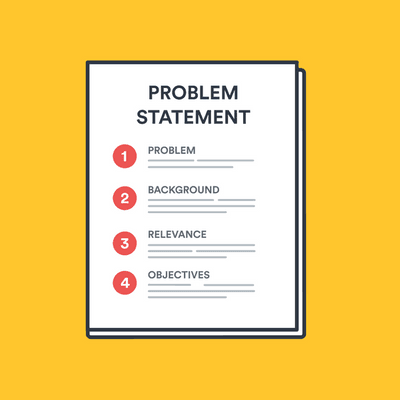 PROBLEM
STATEMENT
1 PROBLEM
2 BACKGROUND
3 RELEVANCE
4 OBJECTIVES